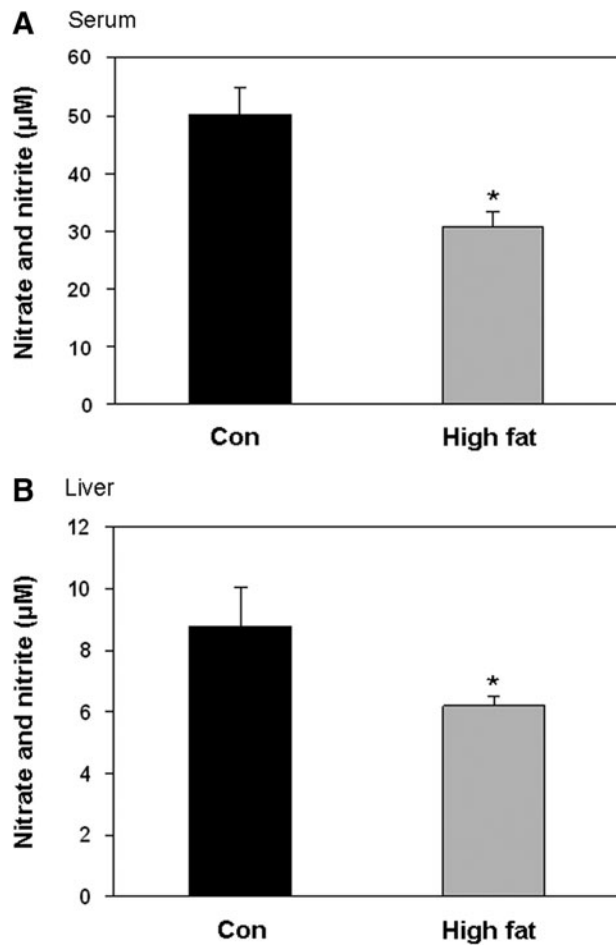 A Serum
Nitrate and nitrite (µM)
60
50
40
30
20
10
0
*
Con High fat
B Liver
Nitrate and nitrite (µM)
12
10
8
6
4
2
0
*
Con High fat